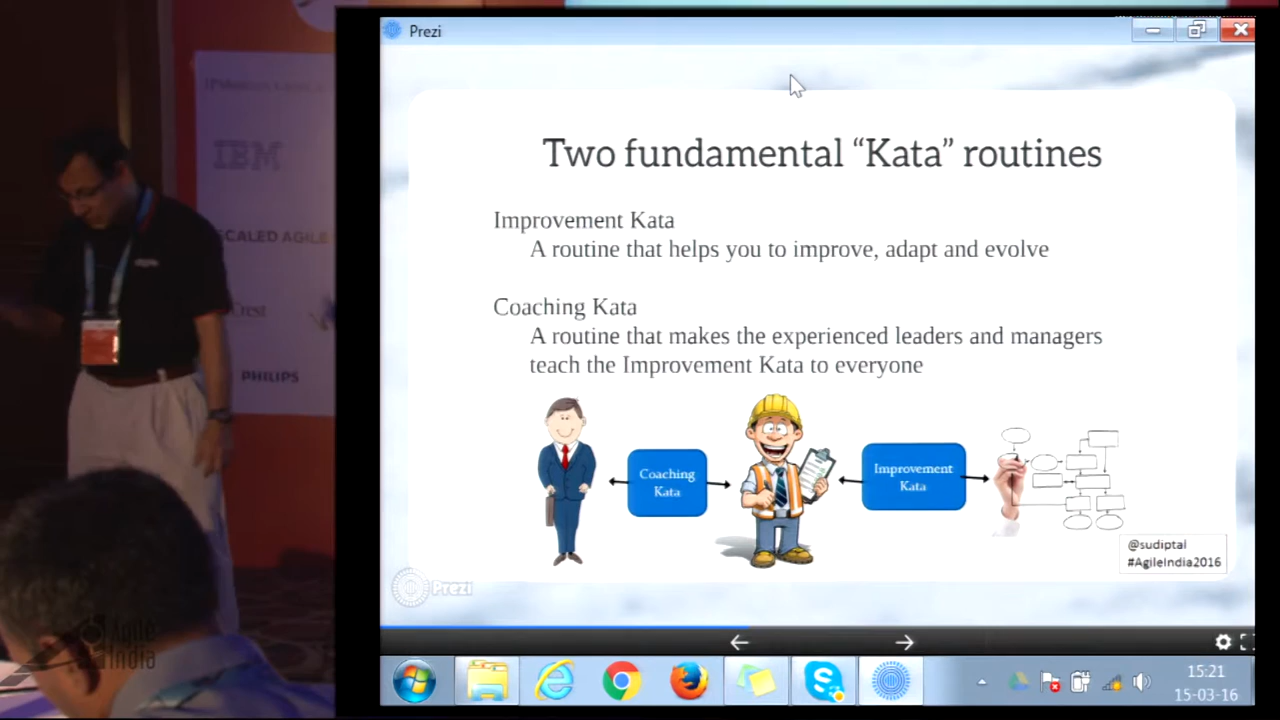 IBM
SCALED AGILE
Crest
PHILIPS
Agile
India
Prezi
Two fundamental “Kata” routines
Improvement Kata
A routine that helps you to improve, adapt and evolve
Coaching Kata
A routine that makes the experienced leaders and managers
teach the Improvement Kata to everyone
Coaching
Kata
Improvement
Kata
@sudiptal
#AgileIndia2016
Prezi
15:21
15-03-16